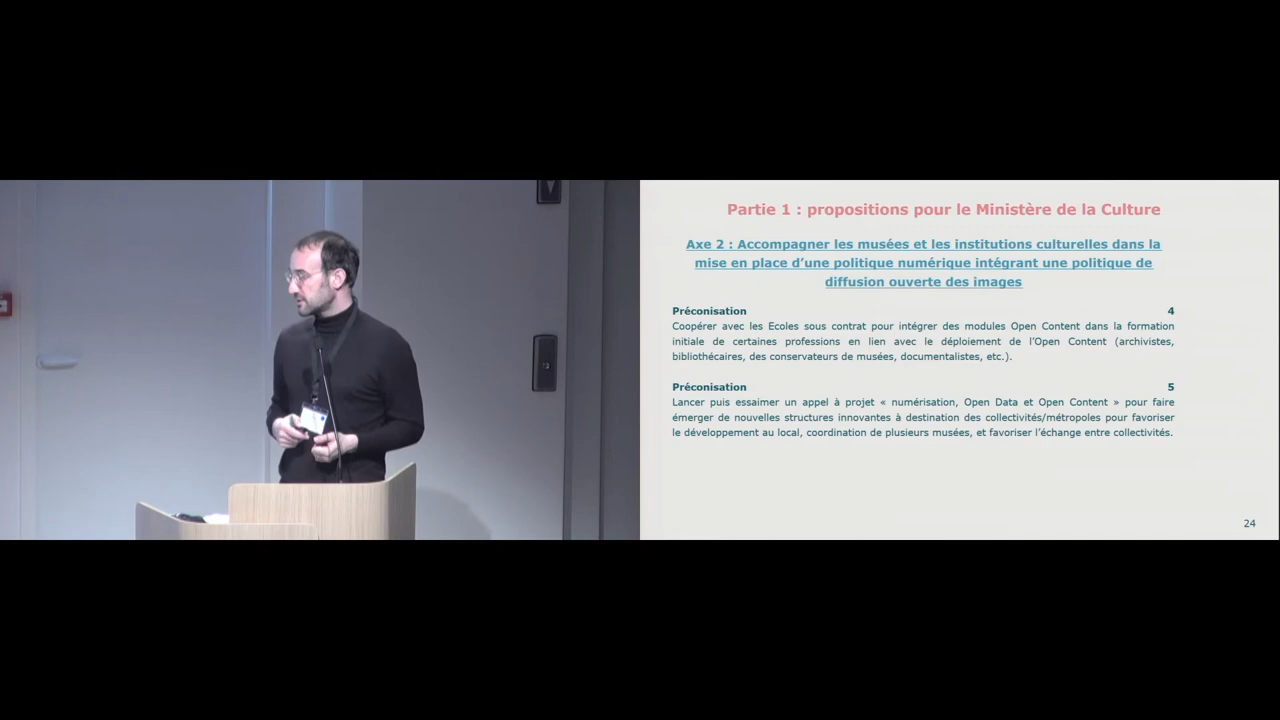 Partie 1 : propositions pour le Ministère de la Culture
Axe 2 : Accompagner les musées et les institutions culturelles dans la
mise en place d’une politique numérique intégrant une politique de
diffusion ouverte des images
Préconisation 4
Coopérer avec les Ecoles sous contrat pour intégrer des modules Open Content dans la formation
initiale de certaines professions en lien avec le déploiement de l’Open Content (archivistes,
bibliothécaires, des conservateurs de musées, documentalistes, etc.).
Préconisation 5
Lancer puis essaimer un appel à projet « numérisation, Open Data et Open Content » pour faire
émerger de nouvelles structures innovantes à destination des collectivités/métropoles pour favoriser
le développement au local, coordination de plusieurs musées, et favoriser l’échange entre collectivités.
24